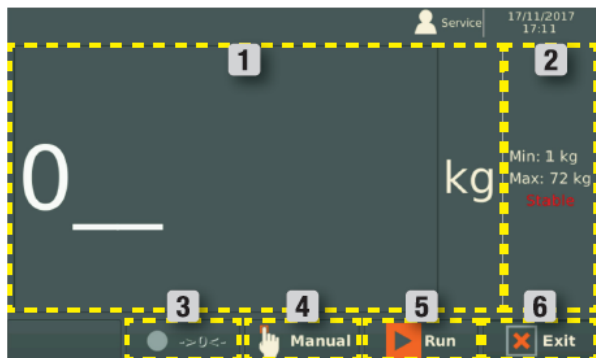 Service
17/11/2017
17:11
1
2
0__
kg
Min: 1 kg
Max: 72 kg
Stable
3
4
5
6
->0<-
Manual
Run
Exit